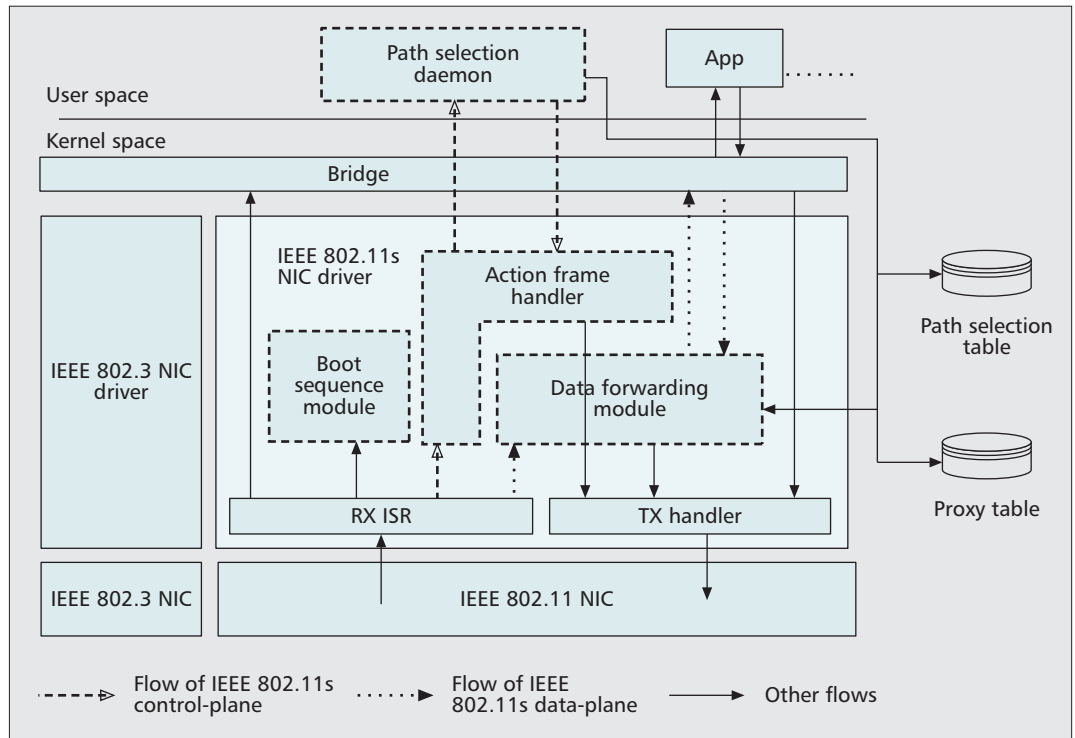 Path selection
daemon
App
User space
Kernel space
Bridge
IEEE 802.11s
NIC driver
Action frame
handler
Path selection
table
IEEE 802.3 NIC
driver
Boot
sequence
module
Data forwarding
module
RX ISR
TX handler
Proxy table
IEEE 802.3 NIC
IEEE 802.11 NIC
Flow of IEEE 802.11s
control-plane
Flow of IEEE
802.11s data-plane
Other flows